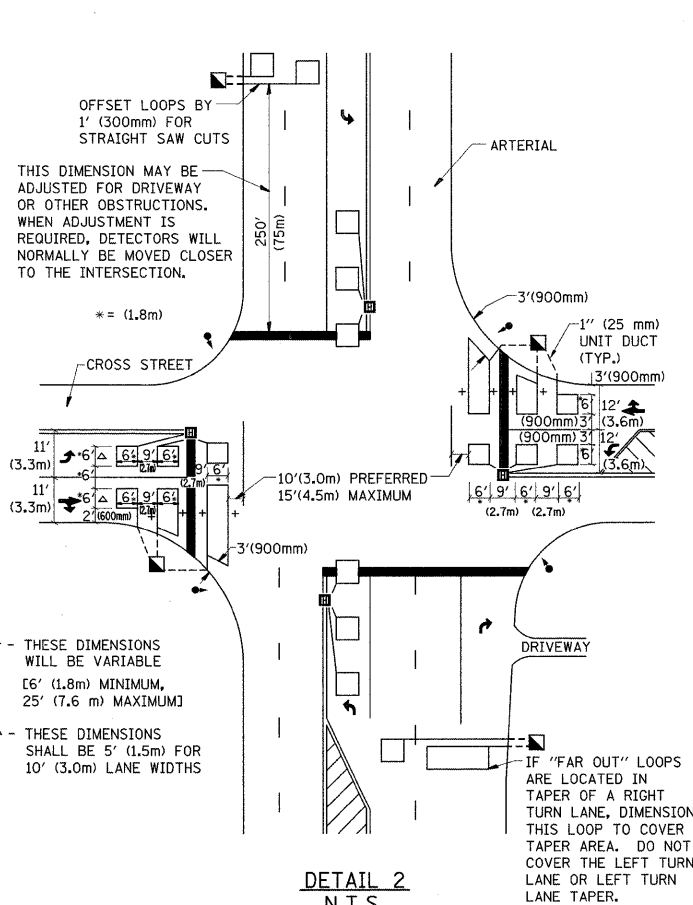 OFFSET LOOPS BY
1' (300mm) FOR
STRAIGHT SAW CUTS
THIS DIMENSION MAY BE
ADJUSTED FOR DRIVEWAY
OR OTHER OBSTRUCTIONS.
WHEN ADJUSTMENT IS
REQUIRED, DETECTORS WILL
NORMALLY BE MOVED CLOSER
TO THE INTERSECTION.
250'
(75m)
ARTERIAL
*= (1.8m)
3'(900mm)
1" (25 mm)
UNIT DUCT
(TYP.)
CROSS STREET
3'(900mm)
6'
12'
(900mm) 3'
(3.6m)
(900mm) 3'
12'
6'
(3.6m)
H
H
11'
(3.3m)
*6'
6'* 9' 6'*
(2.7m)
9' 6'*
(2.7m)
*6'
11'
(3.3m)
*6'
6'* 9' 6'*
(2.7m)
2' (600mm)
10'(3.0m) PREFERRED
15'(4.5m) MAXIMUM
6' 9' 6' 9' 6'
* (2.7m) * (2.7m) *
3'(900mm)
H
H
- THESE DIMENSIONS
WILL BE VARIABLE
[6' (1.8m) MINIMUM,
25' (7.6 m) MAXIMUM]
- THESE DIMENSIONS
SHALL BE 5' (1.5m) FOR
10' (3.0m) LANE WIDTHS
DRIVEWAY
IF "FAR OUT" LOOPS
ARE LOCATED IN
TAPER OF A RIGHT
TURN LANE, DIMENSION
THIS LOOP TO COVER
TAPER AREA. DO NOT
COVER THE LEFT TURN
LANE OR LEFT TURN
LANE TAPER.
DETAIL 2
N.T.S.